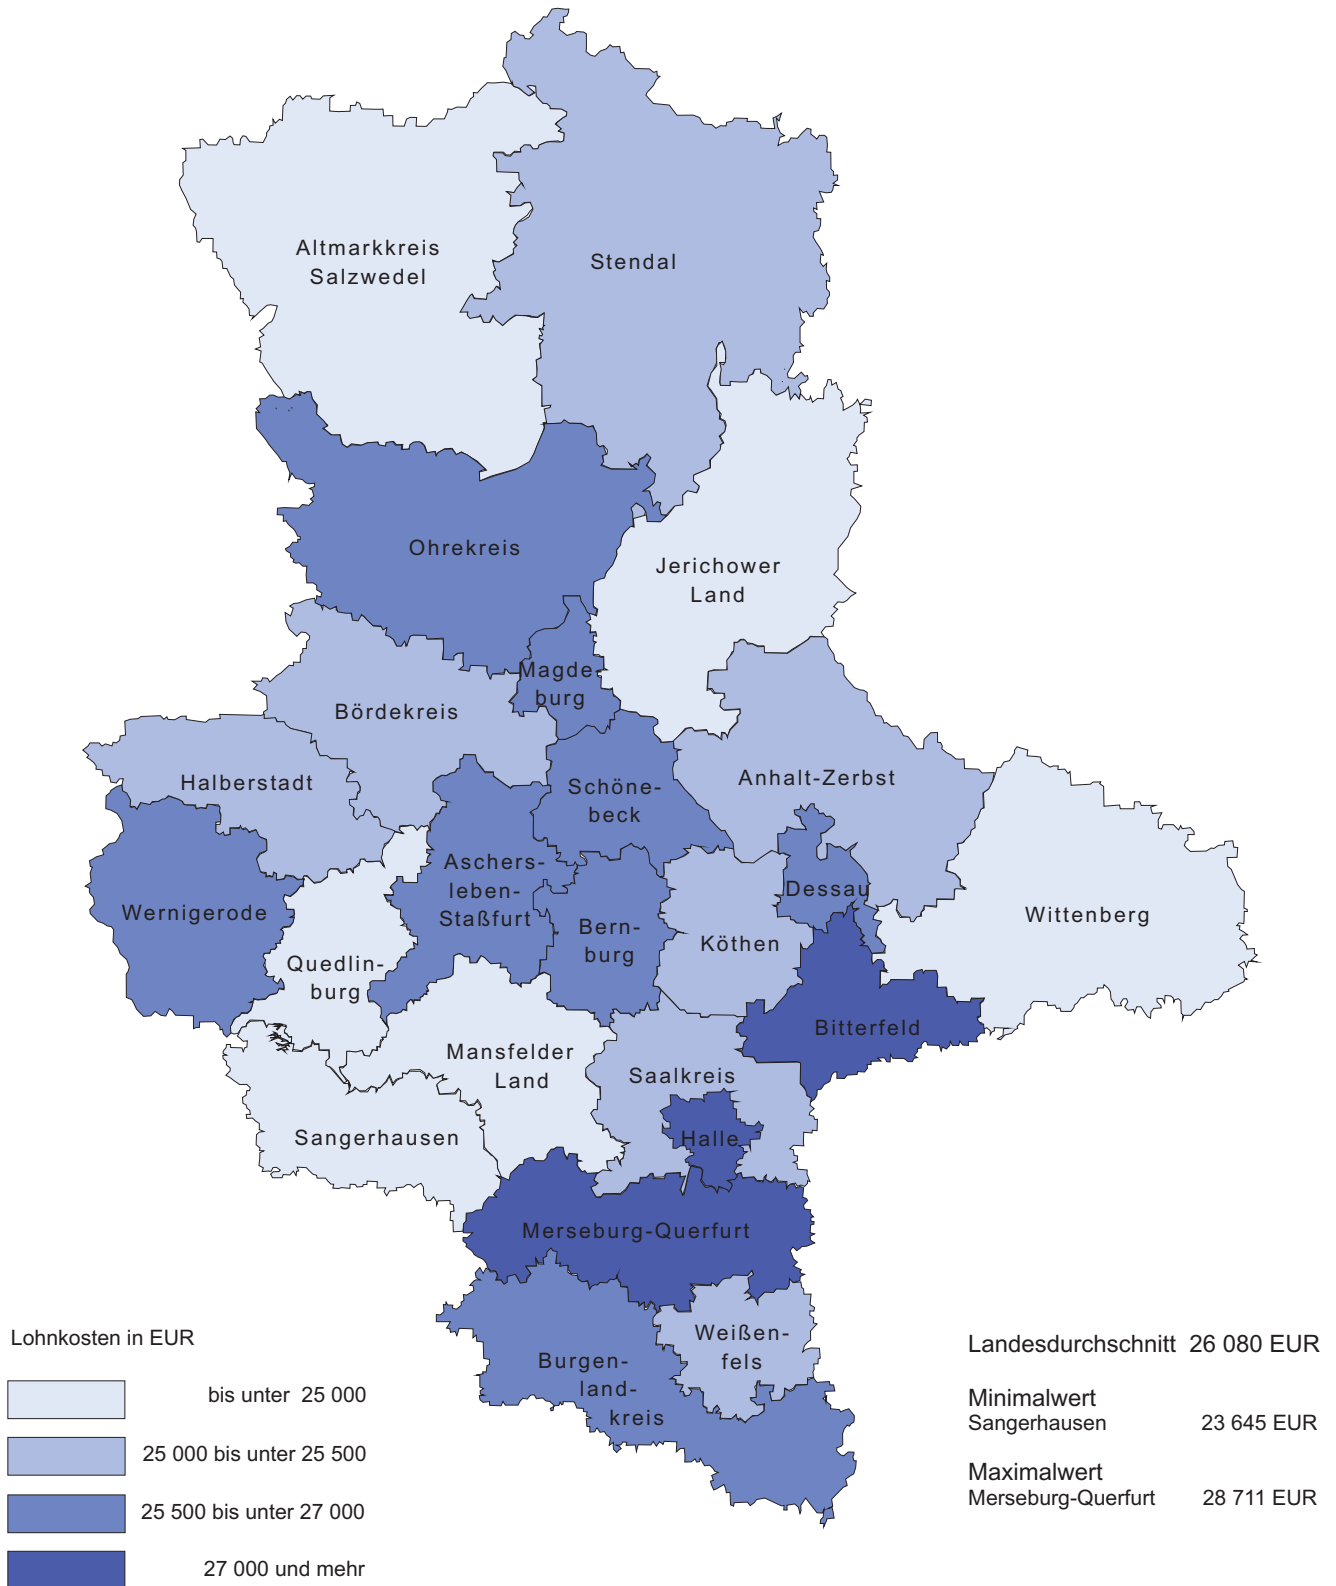 Altmarkkreis
Salzwedel
Stendal
Ohrekreis
Jerichower
Land
Magde-
burg
Bördekreis
Halberstadt
Schöne-
beck
Anhalt-Zerbst
Aschers-
leben-
Staßfurt
Dessau
Wernigerode
Wittenberg
Bern-
burg
Köthen
Quedlin-
burg
Bitterfeld
Mansfelder
Land
Saalkreis
Sangerhausen
Halle
Merseburg-Querfurt
Weißen-
fels
Burgen-
land-
kreis
Lohnkosten in EUR
bis unter 25 000
25 000 bis unter 25 500
25 500 bis unter 27 000
27 000 und mehr
Landesdurchschnitt 26 080 EUR
Minimalwert
Sangerhausen 23 645 EUR
Maximalwert
Merseburg-Querfurt 28 711 EUR